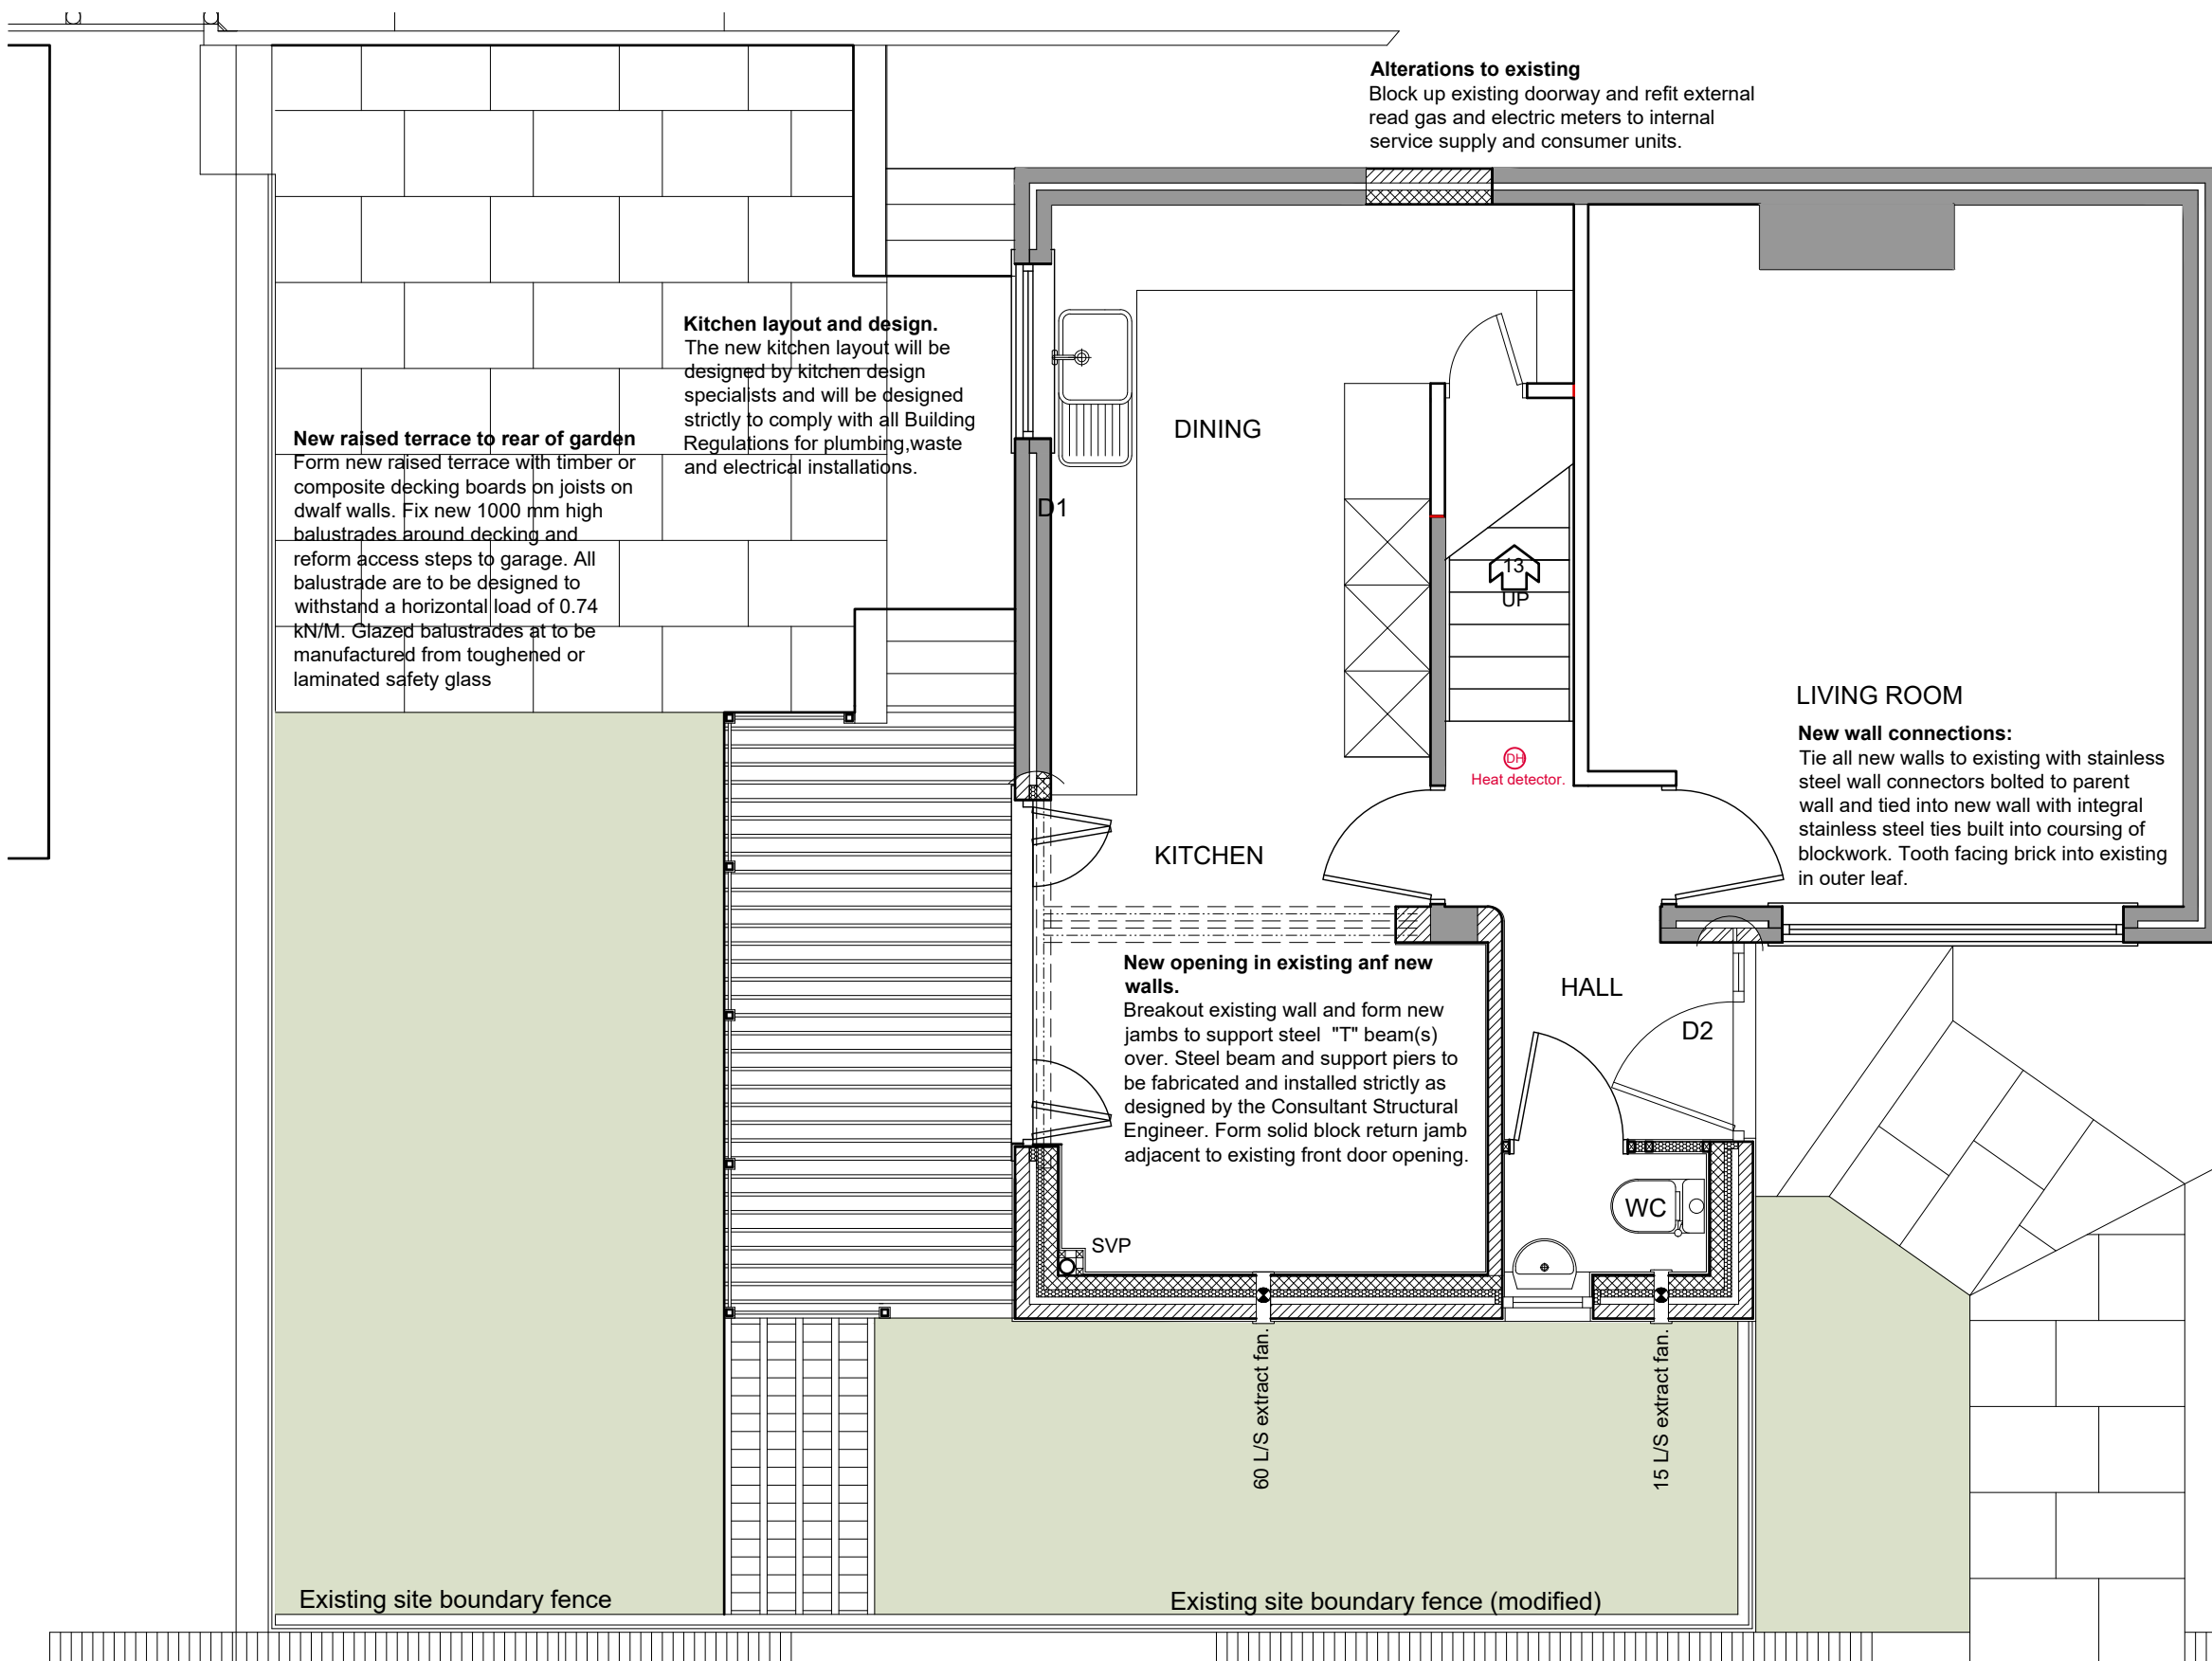 Alterations to existing
Block up existing doorway and refit external
read gas and electric meters to internal
service supply and consumer units.
Kitchen layout and design.
The new kitchen layout will be
designed by kitchen design
specialists and will be designed
strictly to comply with all Building
Regulations for plumbing,waste
and electrical installations.
New raised terrace to rear of garden
Form new raised terrace with timber or
composite decking boards on joists on
dwalf walls. Fix new 1000 mm high
balustrades around decking and
reform access steps to garage. All
balustrade are to be designed to
withstand a horizontal load of 0.74
kN/M. Glazed balustrades at to be
manufactured from toughened or
laminated safety glass
DINING
D1
13
UP
LIVING ROOM
New wall connections:
Tie all new walls to existing with stainless
steel wall connectors bolted to parent
wall and tied into new wall with integral
stainless steel ties built into coursing of
blockwork. Tooth facing brick into existing
in outer leaf.
DH
Heat detector.
KITCHEN
New opening in existing anf new
walls.
Breakout existing wall and form new
jambs to support steel "T" beam(s)
over. Steel beam and support piers to
be fabricated and installed strictly as
designed by the Consultant Structural
Engineer. Form solid block return jamb
adjacent to existing front door opening.
HALL
D2
WC
SVP
60 L/S extract fan.
15 L/S extract fan.
Existing site boundary fence
Existing site boundary fence (modified)